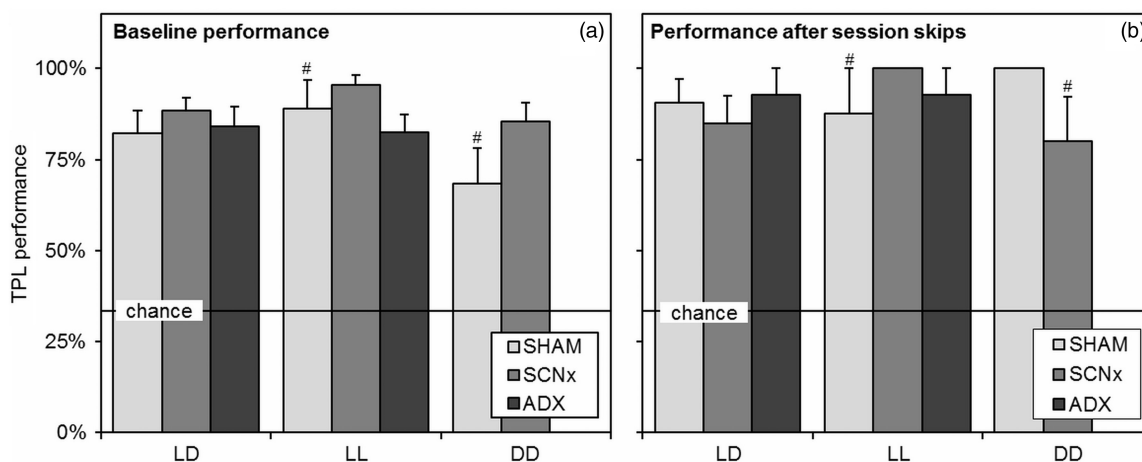 Baseline performance
(a)
Performance after session skips
(b)
TPL performance
100%
75%
50%
25%
0%
#
#
#
#
chance
chance
SHAM
SCNx
ADX
SHAM
SCNx
ADX
LD
LL
DD
LD
LL
DD